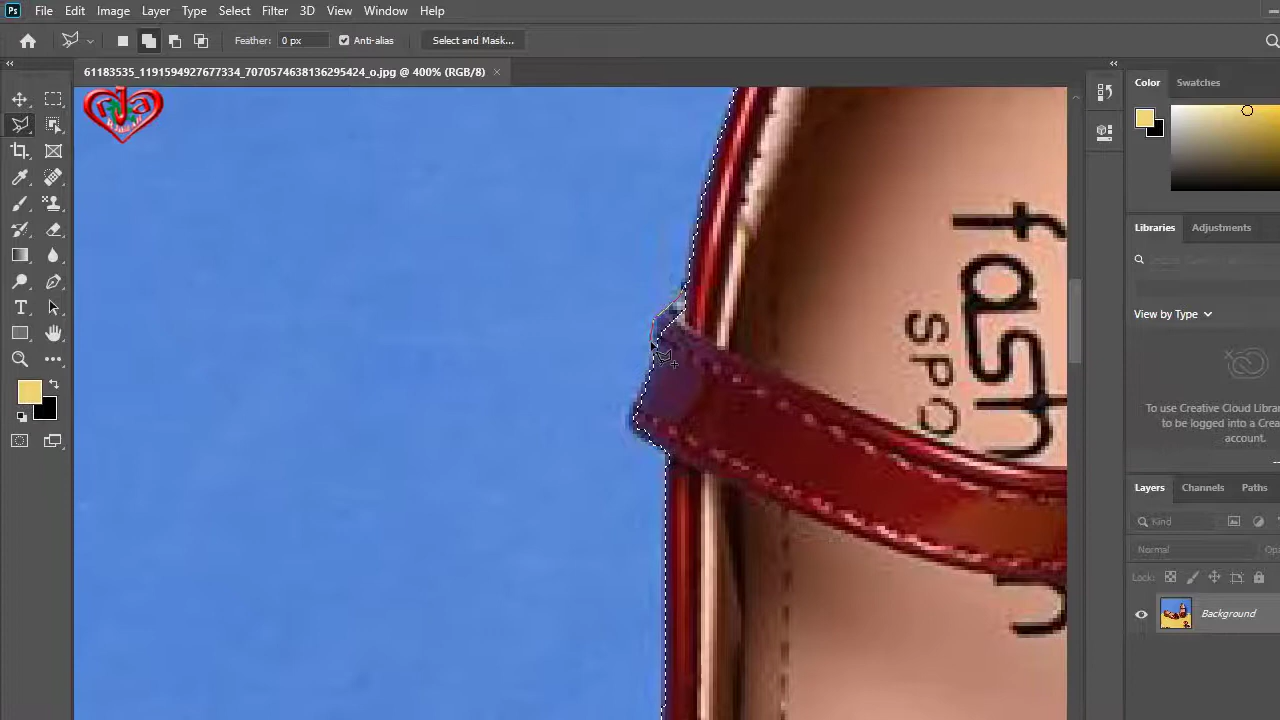 Ps File Edit Image Layer Type Select Filter 3D View Window Help
Feather: 0 px Anti-alias Select and Mask...
61183535_1191594927677334_7070574638136295424_o.jpg @ 400% (RGB/8) ×
Color Swatches
Libraries Adjustments
View by Type
To use Creative Cloud Libra
to be logged into a Crea
account.
Layers Channels Paths
Kind
Normal Opa
Lock:
Background
T
fash
SPO